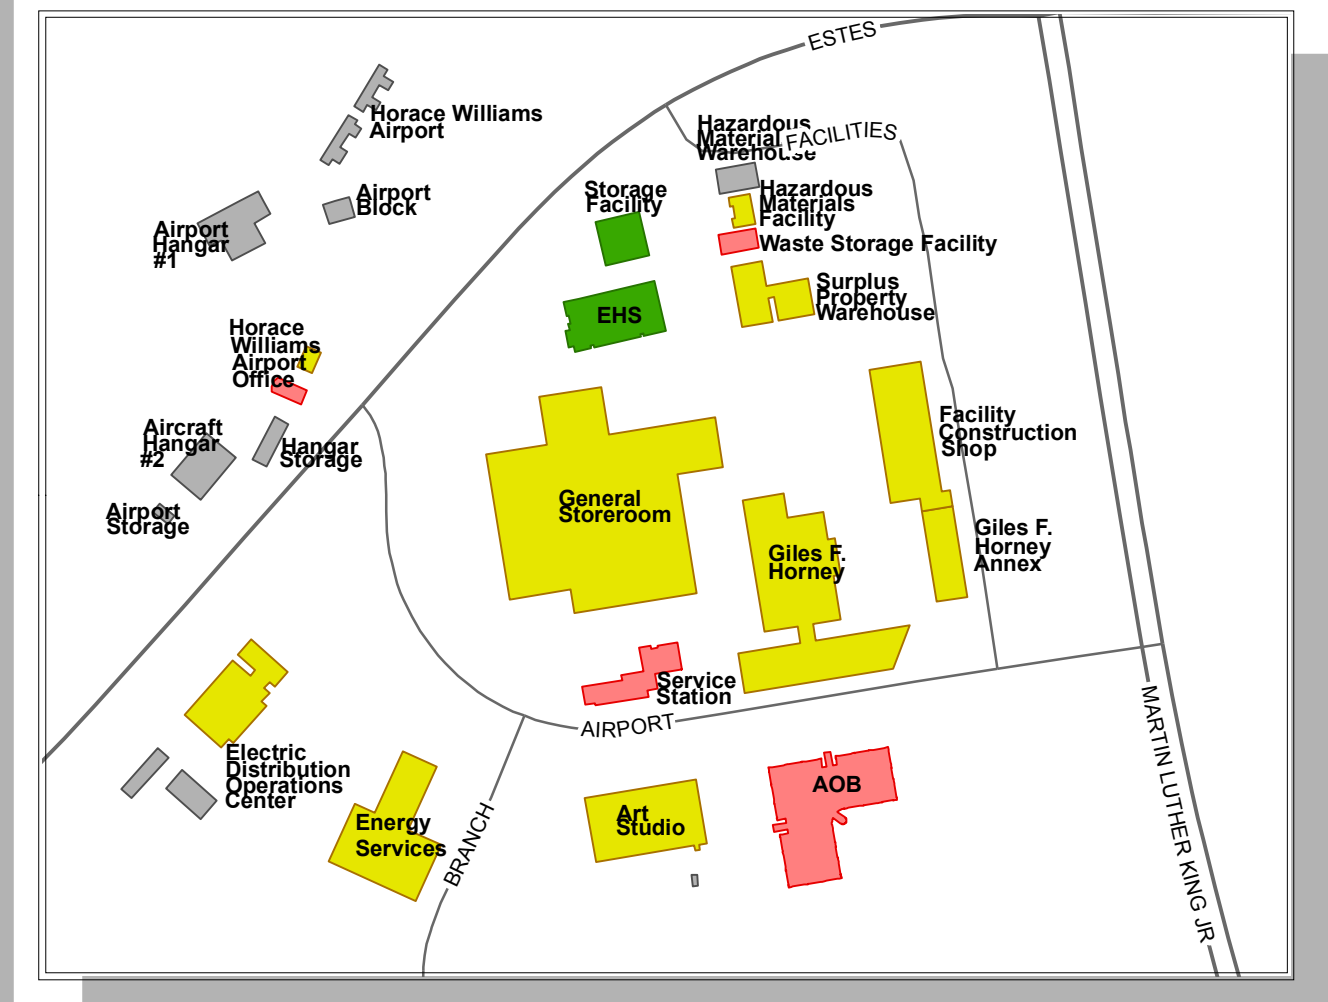 ESTES
Horace Williams
Airport
Hazardous
Material
Warehouse
FACILITIES
Airport
Block
Storage
Facility
Hazardous
Materials
Facility
Airport
Hangar
#1
Waste Storage Facility
Surplus
Property
Warehouse
EHS
Horace
Williams
Airport
Office
Aircraft
Hangar
#2
Hangar
Storage
Facility
Construction
Shop
General
Storeroom
Airport
Storage
Giles F.
Horney
Annex
Giles F.
Horney
Service
Station
AIRPORT
MARTIN LUTHER KING JR
Electric
Distribution
Operations
Center
AOB
Art
Studio
Energy
Services
BRANCH